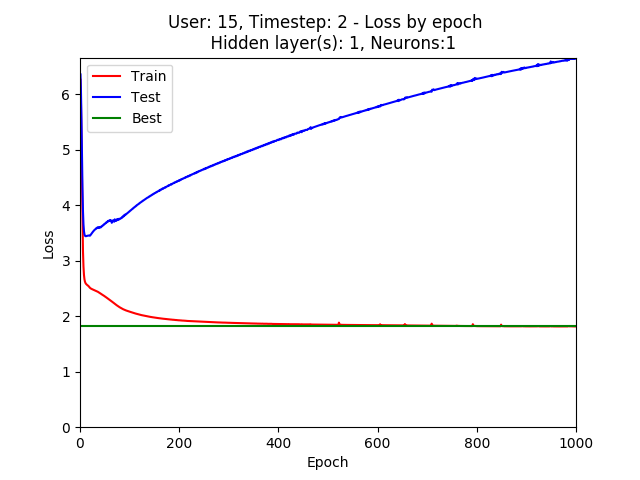 User: 15, Timestep: 2 - Loss by epoch
Hidden layer(s): 1, Neurons:1
Train
Test
Best
6
5
4
3
2
1
0
Loss
0 200 400 600 800 1000
Epoch